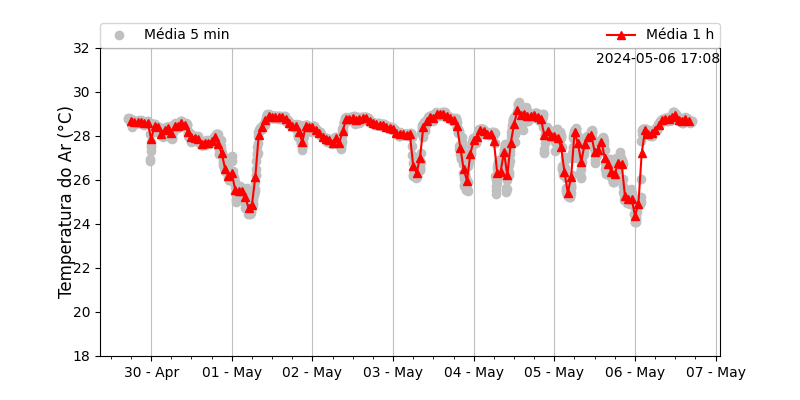 Média 5 min
Média 1 h
2024-05-06 17:08
Temperatura do Ar (°C)
32
30
28
26
24
22
20
18
30 - Apr
01 - May
02 - May
03 - May
04 - May
05 - May
06 - May
07 - May